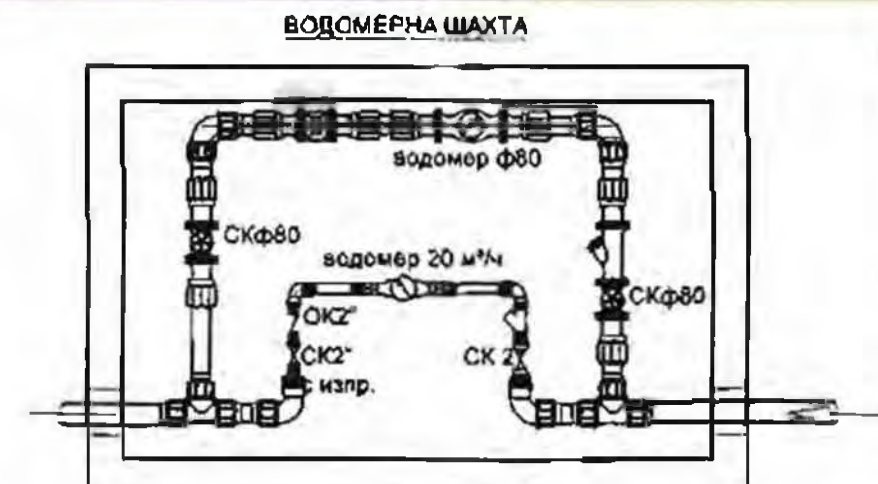 ВОДОМЕРНА ШАХТА
водомер ф80
СКф80
водомер 20 м³/ч
СКф80
ОК2"
СК2"
СК 2
с изпр.